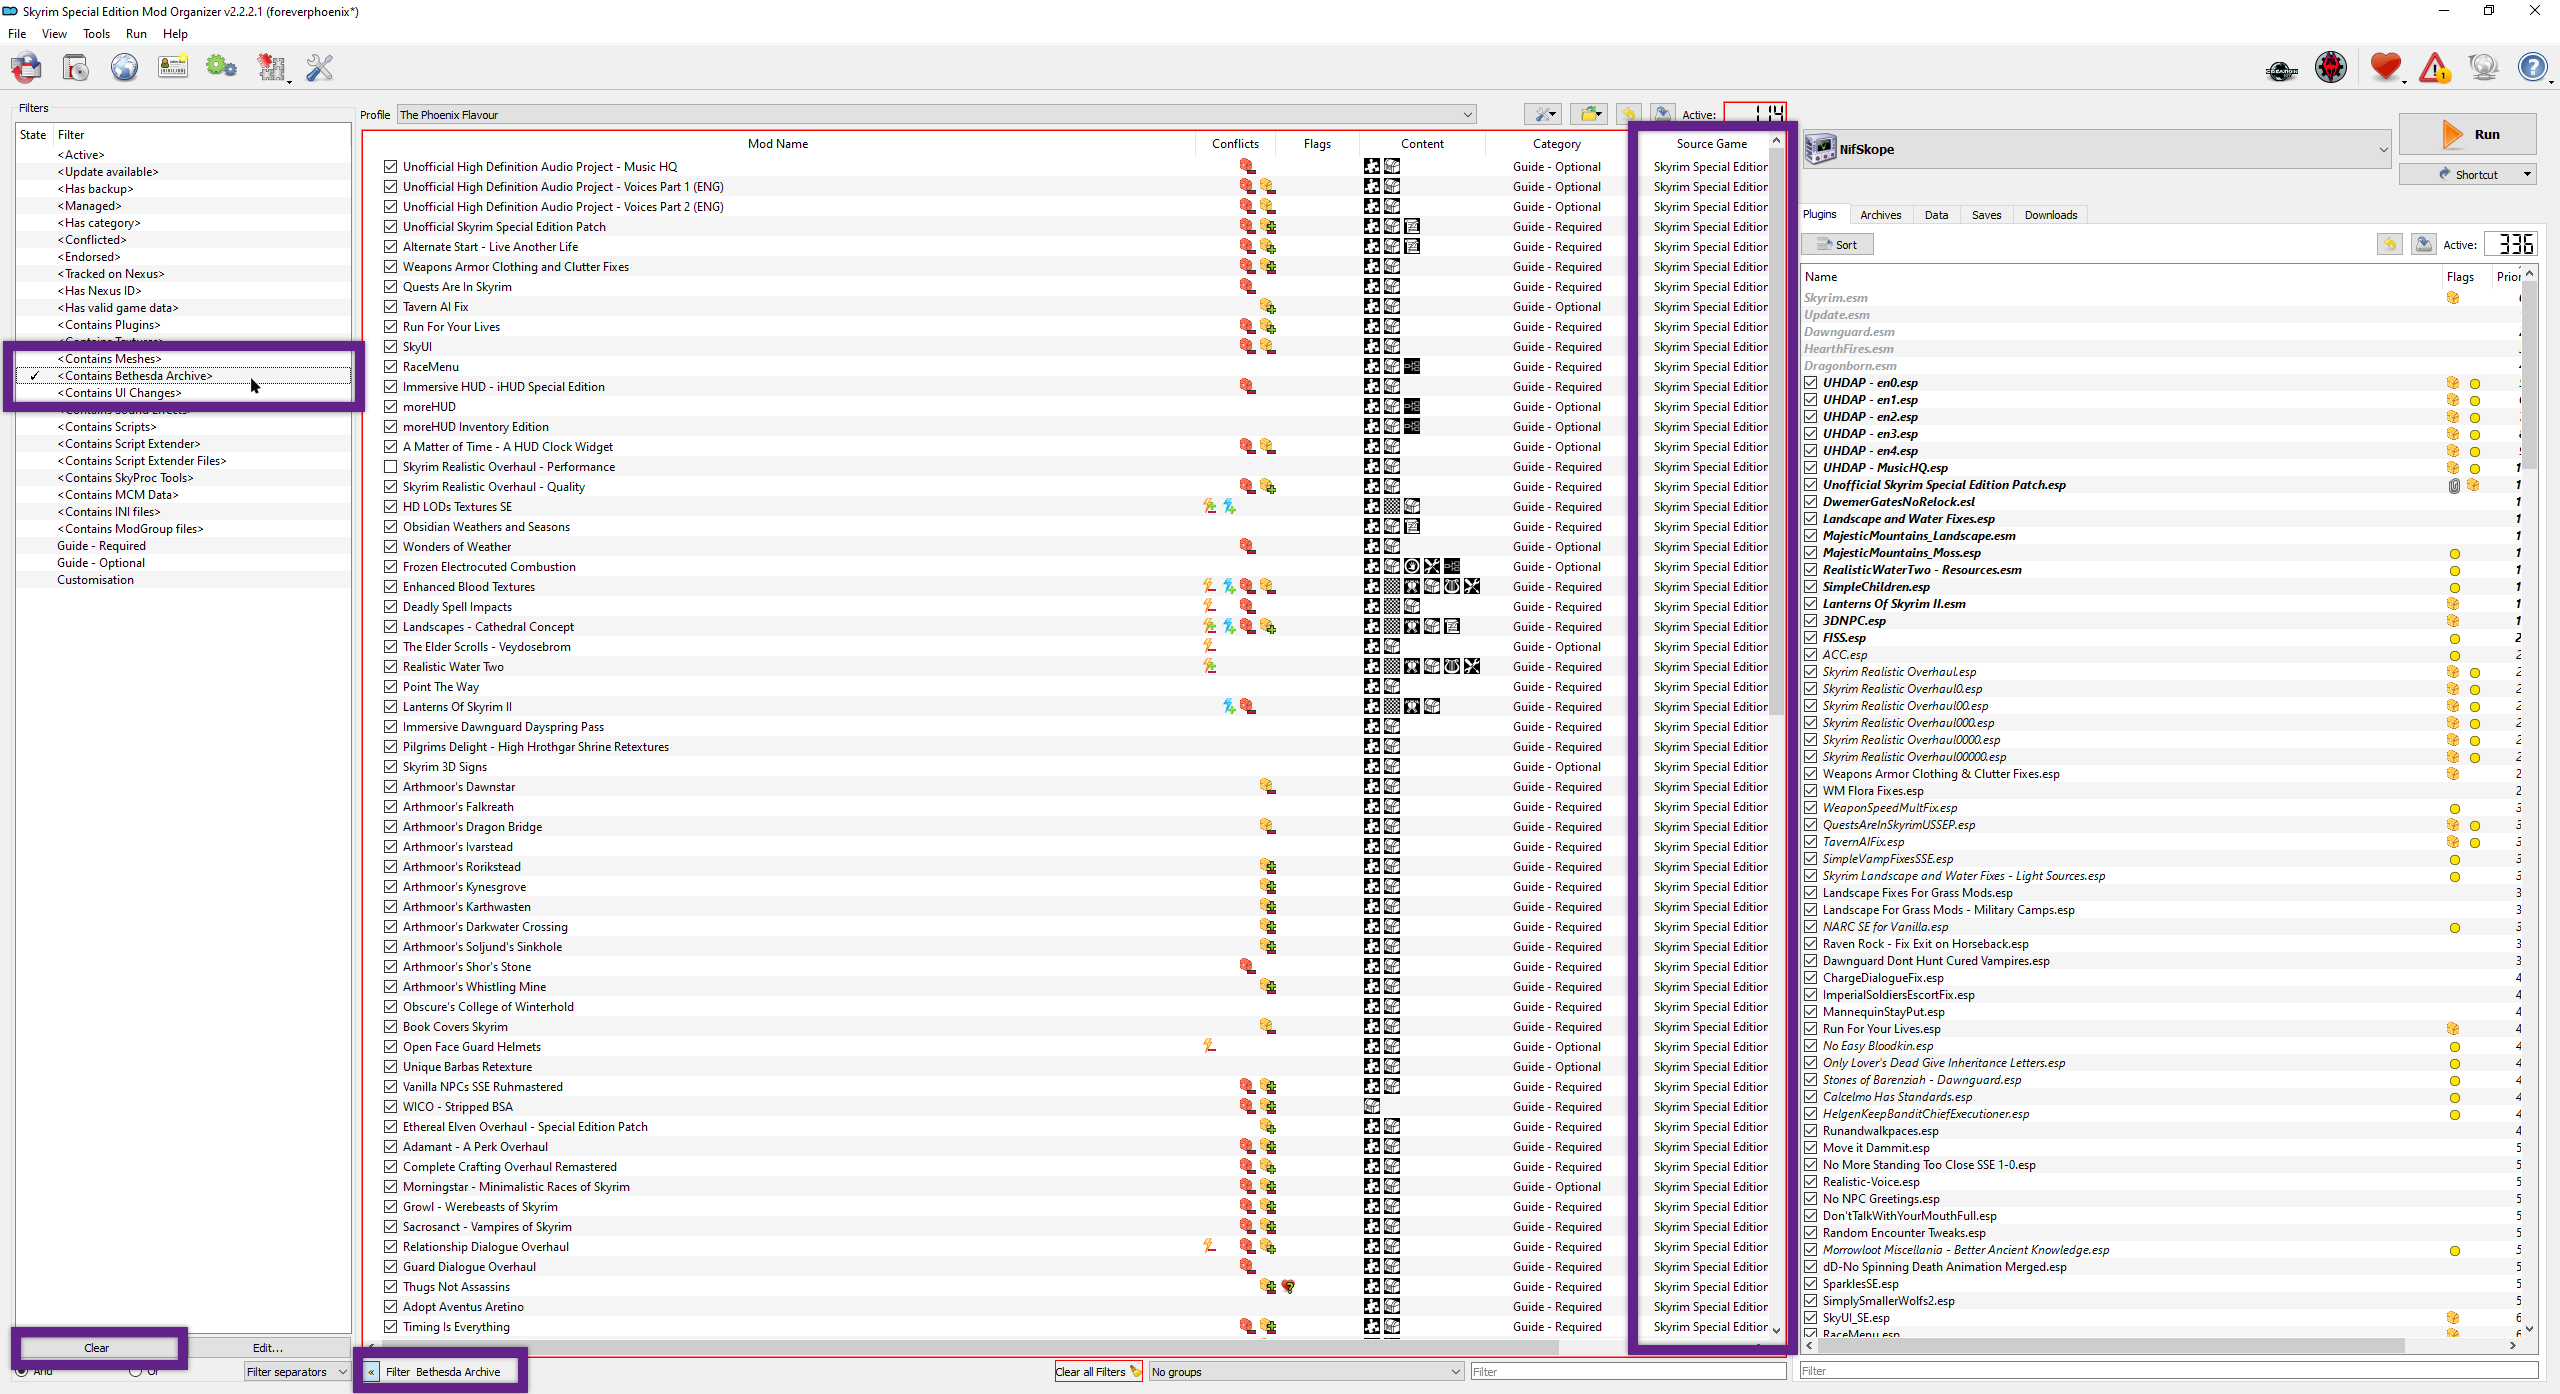 Skyrim Special Edition Mod Organizer v2.2.2.1 (foreverphoenix*)
File View Tools Run Help
Filters
State Filter
<Active>
<Update available>
<Has backup>
<Managed>
<Has category>
<Conflicted>
<Endorsed>
<Tracked on Nexus>
<Has Nexus ID>
<Has valid game data>
<Contains Plugins>
<Contains Textures>
<Contains Meshes>
✓ <Contains Bethesda Archive>
<Contains UI Changes>
<Contains Sound Effects>
<Contains Scripts>
<Contains Script Extender>
<Contains Script Extender Files>
<Contains SkyProc Tools>
<Contains MCM Data>
<Contains INI files>
<Contains ModGroup files>
Guide - Required
Guide - Optional
Customisation
Clear Edit...
And Or Filter separators
Profile The Phoenix Flavour Active: 114
Mod Name Conflicts Flags Content Category Source Game
Unofficial High Definition Audio Project - Music HQ Guide - Optional Skyrim Special Edition
Unofficial High Definition Audio Project - Voices Part 1 (ENG) Guide - Optional Skyrim Special Edition
Unofficial High Definition Audio Project - Voices Part 2 (ENG) Guide - Optional Skyrim Special Edition
Unofficial Skyrim Special Edition Patch Guide - Required Skyrim Special Edition
Alternate Start - Live Another Life Guide - Required Skyrim Special Edition
Weapons Armor Clothing and Clutter Fixes Guide - Required Skyrim Special Edition
Quests Are In Skyrim Guide - Required Skyrim Special Edition
Tavern AI Fix Guide - Optional Skyrim Special Edition
Run For Your Lives Guide - Required Skyrim Special Edition
SkyUI Guide - Required Skyrim Special Edition
RaceMenu Guide - Required Skyrim Special Edition
Immersive HUD - iHUD Special Edition Guide - Required Skyrim Special Edition
moreHUD Guide - Optional Skyrim Special Edition
moreHUD Inventory Edition Guide - Optional Skyrim Special Edition
A Matter of Time - A HUD Clock Widget Guide - Optional Skyrim Special Edition
Skyrim Realistic Overhaul - Performance Guide - Required Skyrim Special Edition
Skyrim Realistic Overhaul - Quality Guide - Required Skyrim Special Edition
HD LODs Textures SE Guide - Required Skyrim Special Edition
Obsidian Weathers and Seasons Guide - Required Skyrim Special Edition
Wonders of Weather Guide - Optional Skyrim Special Edition
Frozen Electrocuted Combustion Guide - Optional Skyrim Special Edition
Enhanced Blood Textures Guide - Required Skyrim Special Edition
Deadly Spell Impacts Guide - Required Skyrim Special Edition
Landscapes - Cathedral Concept Guide - Required Skyrim Special Edition
The Elder Scrolls - Veydosebrom Guide - Optional Skyrim Special Edition
Realistic Water Two Guide - Required Skyrim Special Edition
Point The Way Guide - Required Skyrim Special Edition
Lanterns Of Skyrim II Guide - Required Skyrim Special Edition
Immersive Dawnguard Dayspring Pass Guide - Required Skyrim Special Edition
Pilgrims Delight - High Hrothgar Shrine Retextures Guide - Required Skyrim Special Edition
Skyrim 3D Signs Guide - Optional Skyrim Special Edition
Arthmoor's Dawnstar Guide - Required Skyrim Special Edition
Arthmoor's Falkreath Guide - Required Skyrim Special Edition
Arthmoor's Dragon Bridge Guide - Required Skyrim Special Edition
Arthmoor's Ivarstead Guide - Required Skyrim Special Edition
Arthmoor's Rorikstead Guide - Required Skyrim Special Edition
Arthmoor's Kynesgrove Guide - Required Skyrim Special Edition
Arthmoor's Karthwasten Guide - Required Skyrim Special Edition
Arthmoor's Darkwater Crossing Guide - Required Skyrim Special Edition
Arthmoor's Soljund's Sinkhole Guide - Required Skyrim Special Edition
Arthmoor's Shor's Stone Guide - Required Skyrim Special Edition
Arthmoor's Whistling Mine Guide - Required Skyrim Special Edition
Obscure's College of Winterhold Guide - Required Skyrim Special Edition
Book Covers Skyrim Guide - Required Skyrim Special Edition
Open Face Guard Helmets Guide - Optional Skyrim Special Edition
Unique Barbas Retexture Guide - Optional Skyrim Special Edition
Vanilla NPCs SSE Ruhmastered Guide - Required Skyrim Special Edition
WICO - Stripped BSA Guide - Required Skyrim Special Edition
Ethereal Elven Overhaul - Special Edition Patch Guide - Required Skyrim Special Edition
Adamant - A Perk Overhaul Guide - Required Skyrim Special Edition
Complete Crafting Overhaul Remastered Guide - Required Skyrim Special Edition
Morningstar - Minimalistic Races of Skyrim Guide - Optional Skyrim Special Edition
Growl - Werebeasts of Skyrim Guide - Required Skyrim Special Edition
Sacrosanct - Vampires of Skyrim Guide - Required Skyrim Special Edition
Relationship Dialogue Overhaul Guide - Required Skyrim Special Edition
Guard Dialogue Overhaul Guide - Required Skyrim Special Edition
Thugs Not Assassins Guide - Required Skyrim Special Edition
Adopt Aventus Aretino Guide - Required Skyrim Special Edition
Timing Is Everything Guide - Required Skyrim Special Edition
« Filter Bethesda Archive Clear all Filters No groups Filter
NifSkope
Run
Shortcut
Plugins Archives Data Saves Downloads
Sort Active: 336
Name Flags Prior
Skyrim.esm
Update.esm
Dawnguard.esm
HearthFires.esm
Dragonborn.esm
UHDAP - en0.esp
UHDAP - en1.esp
UHDAP - en2.esp
UHDAP - en3.esp
UHDAP - en4.esp
UHDAP - MusicHQ.esp 1
Unofficial Skyrim Special Edition Patch.esp 1
DwemerGatesNoRelock.esl 1
Landscape and Water Fixes.esp 1
MajesticMountains_Landscape.esm 1
MajesticMountains_Moss.esp 1
RealisticWaterTwo - Resources.esm 1
SimpleChildren.esp 1
Lanterns Of Skyrim II.esm 1
3DNPC.esp 1
FISS.esp 2
ACC.esp 2
Skyrim Realistic Overhaul.esp 2
Skyrim Realistic Overhaul0.esp 2
Skyrim Realistic Overhaul00.esp 2
Skyrim Realistic Overhaul000.esp 2
Skyrim Realistic Overhaul0000.esp 2
Skyrim Realistic Overhaul00000.esp 2
Weapons Armor Clothing & Clutter Fixes.esp 2
WM Flora Fixes.esp 2
WeaponSpeedMultFix.esp 3
QuestsAreInSkyrimUSSEP.esp 3
TavernAIFix.esp 3
SimpleVampFixesSSE.esp 3
Skyrim Landscape and Water Fixes - Light Sources.esp 3
Landscape Fixes For Grass Mods.esp 3
Landscape For Grass Mods - Military Camps.esp 3
NARC SE for Vanilla.esp 3
Raven Rock - Fix Exit on Horseback.esp 3
Dawnguard Dont Hunt Cured Vampires.esp 3
ChargeDialogueFix.esp 4
ImperialSoldiersEscortFix.esp 4
MannequinStayPut.esp 4
Run For Your Lives.esp 4
No Easy Bloodkin.esp 4
Only Lover's Dead Give Inheritance Letters.esp 4
Stones of Barenziah - Dawnguard.esp 4
Calcelmo Has Standards.esp 4
HelgenKeepBanditChiefExecutioner.esp 4
Runandwalkpaces.esp 4
Move it Dammit.esp 5
No More Standing Too Close SSE 1-0.esp 5
Realistic-Voice.esp 5
No NPC Greetings.esp 5
Don'tTalkWithYourMouthFull.esp 5
Random Encounter Tweaks.esp 5
Morrowloot Miscellania - Better Ancient Knowledge.esp 5
dD-No Spinning Death Animation Merged.esp 5
SparklesSE.esp 5
SimplySmallerWolfs2.esp 5
SkyUI_SE.esp 6
RaceMenu.esp 6
Filter